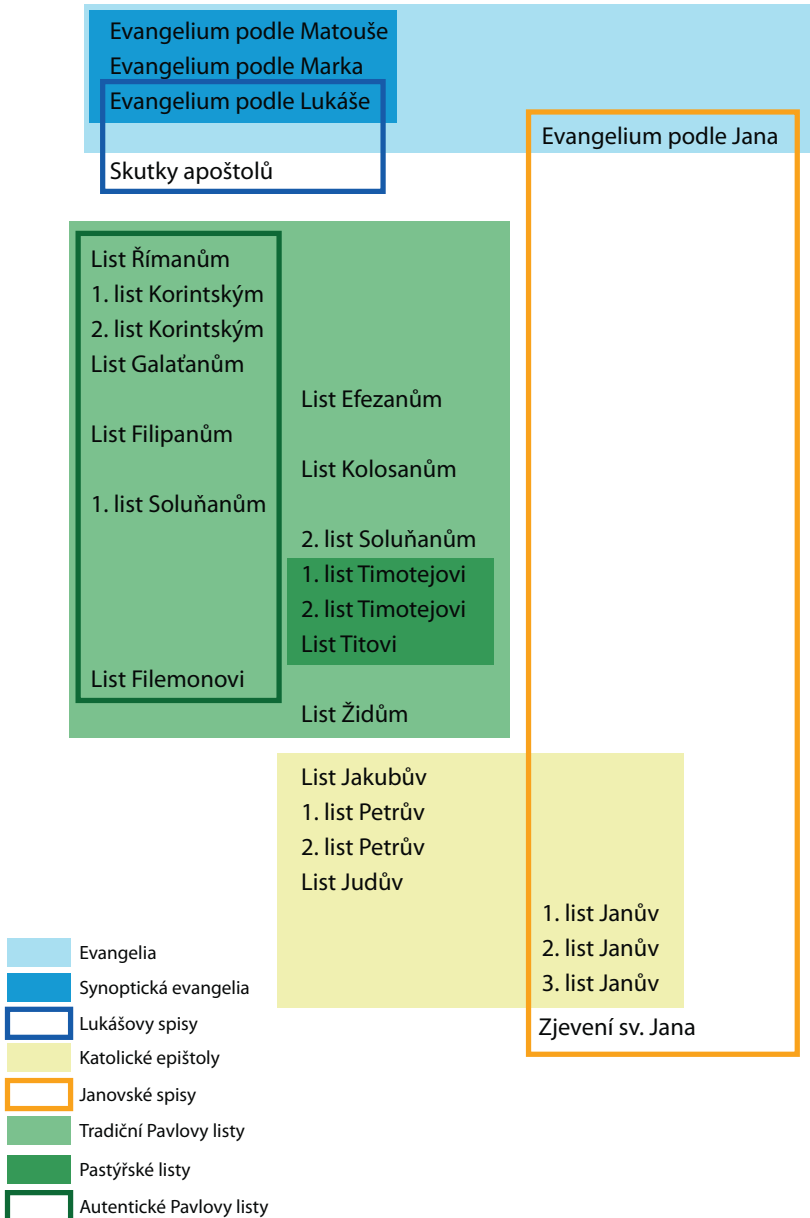 Evangelium podle Matouše
Evangelium podle Marka
Evangelium podle Lukáše
Evangelium podle Jana
Skutky apoštolů
List Římanům
1. list Korintským
2. list Korintským
List Galaťanům
List Efezanům
List Filipanům
List Kolosanům
1. list Soluňanům
2. list Soluňanům
1. list Timotejovi
2. list Timotejovi
List Titovi
List Filemonovi
List Židům
List Jakubův
1. list Petrův
2. list Petrův
List Judův
1. list Janův
2. list Janův
3. list Janův
Zjevení sv. Jana
Evangelia
Synoptická evangelia
Lukášovy spisy
Katolické epištoly
Janovské spisy
Tradiční Pavlovy listy
Pastýřské listy
Autentické Pavlovy listy